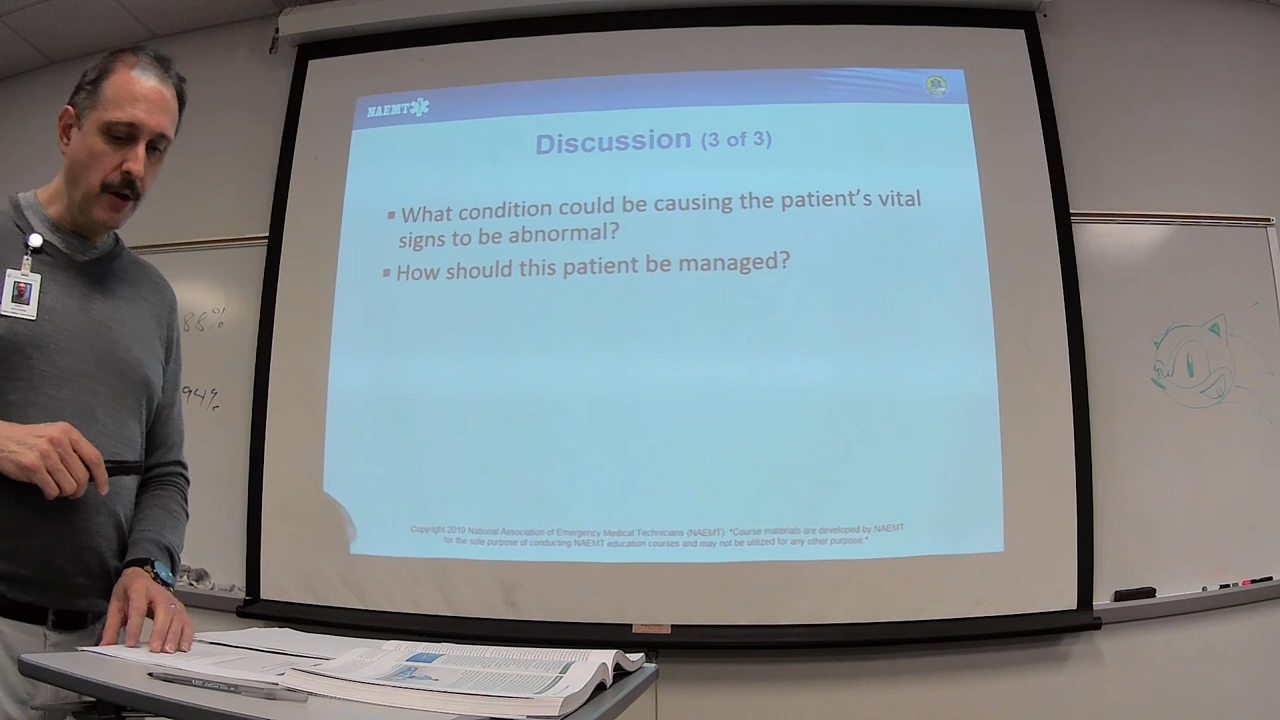 NAEMT
Discussion (3 of 3)
What condition could be causing the patient's vital
signs to be abnormal?
How should this patient be managed?
88%
94%
Copyright 2019 National Association of Emergency Medical Technicians (NAEMT) *Course materials are developed by NAEMT
for the sole purpose of conducting NAEMT education courses and may not be utilized for any other purpose.*